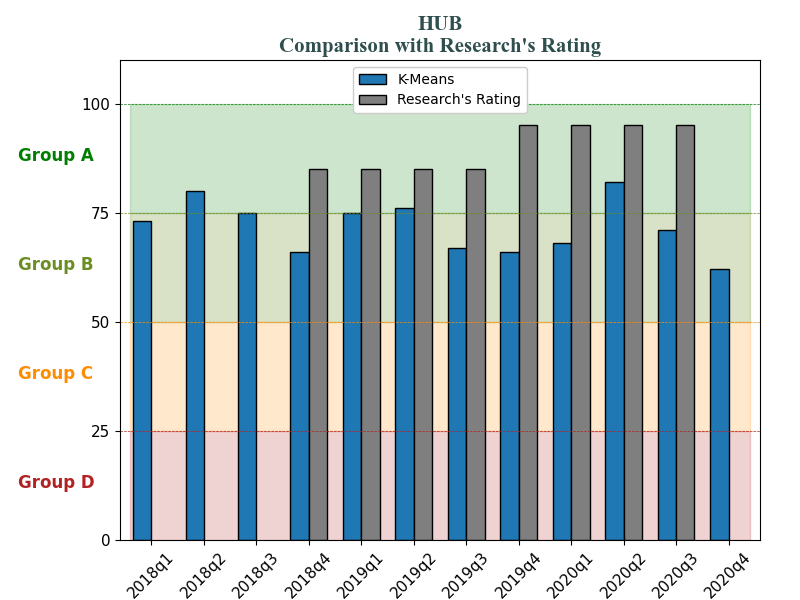 HUB
Comparison with Research's Rating
K-Means
Research's Rating
100
Group A
75
Group B
50
Group C
25
Group D
0
2018q1
2018q2
2018q3
2018q4
2019q1
2019q2
2019q3
2019q4
2020q1
2020q2
2020q3
2020q4